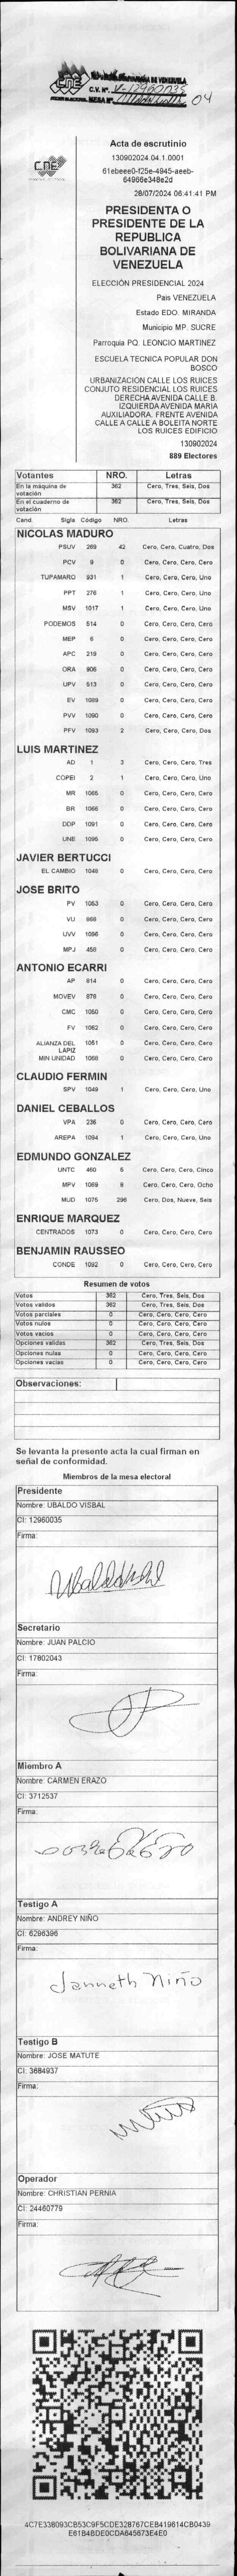 CNE
C.V. Nº. V-12960035
MESA Nº. 04
CNE
Acta de escrutinio
130902024.04.1.0001
61ebeee0-f25e-4945-aeeb-
64966e348e2d
28/07/2024 06:41:41 PM
PRESIDENTA O
PRESIDENTE DE LA
REPUBLICA
BOLIVARIANA DE
VENEZUELA
ELECCIÓN PRESIDENCIAL 2024
Pais VENEZUELA
Estado EDO. MIRANDA
Municipio MP. SUCRE
Parroquia PQ. LEONCIO MARTINEZ
ESCUELA TECNICA POPULAR DON
BOSCO
URBANIZACIÓN CALLE LOS RUICES
CONJUTO RESIDENCIAL LOS RUICES
DERECHA AVENIDA CALLE B.
IZQUIERDA AVENIDA MARIA
AUXILIADORA. FRENTE AVENIDA
CALLE A CALLE A BOLEITA NORTE
LOS RUICES EDIFICIO
130902024
889 Electores
Votantes NRO. Letras
En la máquina de votación 362 Cero, Tres, Seis, Dos
En el cuaderno de votación 362 Cero, Tres, Seis, Dos
Cand. Sigla Código NRO. Letras
NICOLAS MADURO
PSUV 269 42 Cero, Cero, Cuatro, Dos
PCV 9 0 Cero, Cero, Cero, Cero
TUPAMARO 931 1 Cero, Cero, Cero, Uno
PPT 276 1 Cero, Cero, Cero, Uno
MSV 1017 1 Cero, Cero, Cero, Uno
PODEMOS 514 0 Cero, Cero, Cero, Cero
MEP 6 0 Cero, Cero, Cero, Cero
APC 219 0 Cero, Cero, Cero, Cero
ORA 906 0 Cero, Cero, Cero, Cero
UPV 513 0 Cero, Cero, Cero, Cero
EV 1089 0 Cero, Cero, Cero, Cero
PVV 1090 0 Cero, Cero, Cero, Cero
PFV 1093 2 Cero, Cero, Cero, Dos
LUIS MARTINEZ
AD 1 3 Cero, Cero, Cero, Tres
COPEI 2 1 Cero, Cero, Cero, Uno
MR 1065 0 Cero, Cero, Cero, Cero
BR 1066 0 Cero, Cero, Cero, Cero
DDP 1091 0 Cero, Cero, Cero, Cero
UNE 1095 0 Cero, Cero, Cero, Cero
JAVIER BERTUCCI
EL CAMBIO 1048 0 Cero, Cero, Cero, Cero
JOSE BRITO
PV 1053 0 Cero, Cero, Cero, Cero
VU 868 0 Cero, Cero, Cero, Cero
UVV 1096 0 Cero, Cero, Cero, Cero
MPJ 456 0 Cero, Cero, Cero, Cero
ANTONIO ECARRI
AP 814 0 Cero, Cero, Cero, Cero
MOVEV 878 0 Cero, Cero, Cero, Cero
CMC 1050 0 Cero, Cero, Cero, Cero
FV 1062 0 Cero, Cero, Cero, Cero
ALIANZA DEL LAPIZ 1051 0 Cero, Cero, Cero, Cero
MIN UNIDAD 1068 0 Cero, Cero, Cero, Cero
CLAUDIO FERMIN
SPV 1049 1 Cero, Cero, Cero, Uno
DANIEL CEBALLOS
VPA 236 0 Cero, Cero, Cero, Cero
AREPA 1094 1 Cero, Cero, Cero, Uno
EDMUNDO GONZALEZ
UNTC 460 5 Cero, Cero, Cero, Cinco
MPV 1069 8 Cero, Cero, Cero, Ocho
MUD 1075 296 Cero, Dos, Nueve, Seis
ENRIQUE MARQUEZ
CENTRADOS 1073 0 Cero, Cero, Cero, Cero
BENJAMIN RAUSSEO
CONDE 1092 0 Cero, Cero, Cero, Cero
Resumen de votos
Votos 362 Cero, Tres, Seis, Dos
Votos validos 362 Cero, Tres, Seis, Dos
Votos parciales 0 Cero, Cero, Cero, Cero
Votos nulos 0 Cero, Cero, Cero, Cero
Votos vacios 0 Cero, Cero, Cero, Cero
Opciones validas 362 Cero, Tres, Seis, Dos
Opciones nulas 0 Cero, Cero, Cero, Cero
Opciones vacias 0 Cero, Cero, Cero, Cero
Observaciones:
Se levanta la presente acta la cual firman en
señal de conformidad.
Miembros de la mesa electoral
Presidente
Nombre: UBALDO VISBAL
CI: 12960035
Firma:
Secretario
Nombre: JUAN PALCIO
CI: 17802043
Firma:
Miembro A
Nombre: CARMEN ERAZO
CI: 3712537
Firma:
Testigo A
Nombre: ANDREY NIÑO
CI: 6296396
Firma:
Janneth Niño
Testigo B
Nombre: JOSE MATUTE
CI: 3684937
Firma:
Operador
Nombre: CHRISTIAN PERNIA
CI: 24460779
Firma:
4C7E338093CB53C9F5CDE328767CEB419614CB0439
E61B4BDE0CDA645673E4E0